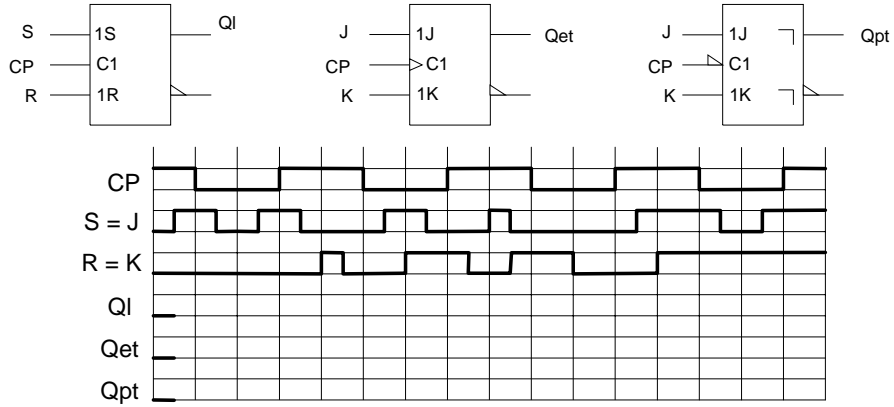 S 1S Ql
CP C1
R 1R
J 1J Qet
CP C1
K 1K
J 1J Qpt
CP C1
K 1K
CP
S = J
R = K
Ql
Qet
Qpt